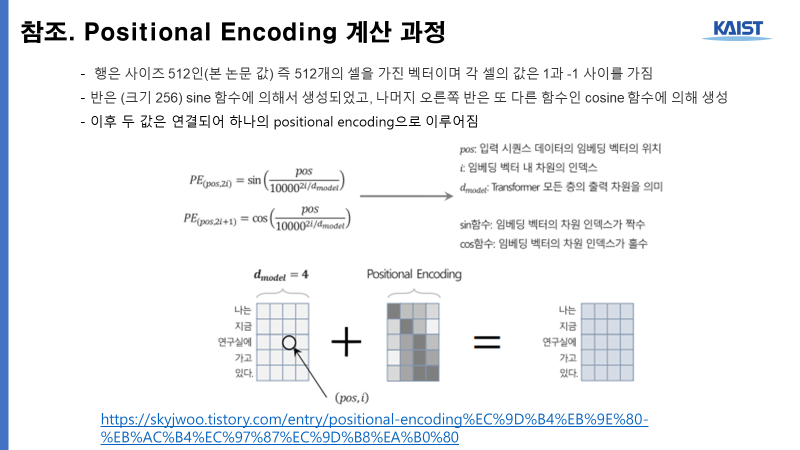 참조. Positional Encoding 계산 과정
KAIST
- 행은 사이즈 512인(본 논문 값) 즉 512개의 셀을 가진 벡터이며 각 셀의 값은 1과 -1 사이를 가짐
- 반은 (크기 256) sine 함수에 의해서 생성되었고, 나머지 오른쪽 반은 또 다른 함수인 cosine 함수에 의해 생성
- 이후 두 값은 연결되어 하나의 positional encoding으로 이루어짐
PE(pos,2i) = sin(pos/10000^2i/dmodel)
PE(pos,2i+1) = cos(pos/10000^2i/dmodel)
pos: 입력 시퀀스 데이터의 임베딩 벡터의 위치
i: 임베딩 벡터 내 차원의 인덱스
dmodel: Transformer 모든 층의 출력 차원을 의미
sin함수: 임베딩 벡터의 차원 인덱스가 짝수
cos함수: 임베딩 벡터의 차원 인덱스가 홀수
dmodel = 4
Positional Encoding
나는
지금
연구실에
가고
있다.
+
=
나는
지금
연구실에
가고
있다.
(pos,i)
https://skyjwoo.tistory.com/entry/positional-encoding%EC%9D%B4%EB%9E%80-
%EB%AC%B4%EC%97%87%EC%9D%B8%EA%B0%80